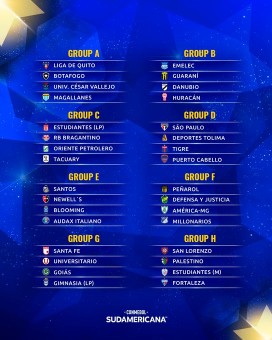 GROUP A
LIGA DE QUITO
BOTAFOGO
UNIV. CÉSAR VALLEJO
MAGALLANES
GROUP B
EMELEC
GUARANÍ
DANUBIO
HURACÁN
GROUP C
ESTUDIANTES (LP)
RB BRAGANTINO
ORIENTE PETROLERO
TACUARY
GROUP D
SÃO PAULO
DEPORTES TOLIMA
TIGRE
PUERTO CABELLO
GROUP E
SANTOS
NEWELL´S
BLOOMING
AUDAX ITALIANO
GROUP F
PEÑAROL
DEFENSA Y JUSTICIA
AMÉRICA-MG
MILLONARIOS
GROUP G
SANTA FE
UNIVERSITARIO
GOIÁS
GIMNASIA (LP)
GROUP H
SAN LORENZO
PALESTINO
ESTUDIANTES (M)
FORTALEZA
CONMEBOL
SUDAMERICANA